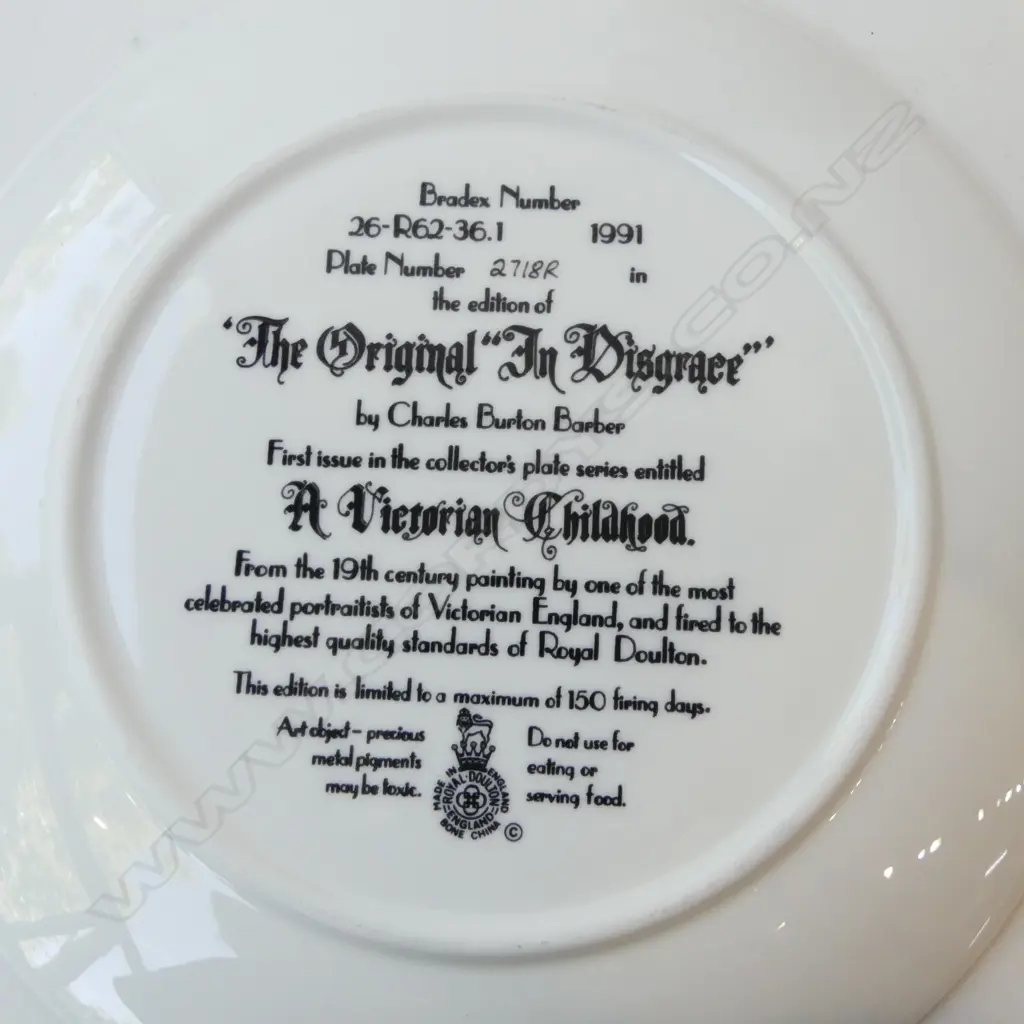 Bradex Number
26-R62-36.1 1991
Plate Number 2718R in
the edition of
'The Original "In Disgrace"'
by Charles Burton Barber
First issue in the collector's plate series entitled
A Victorian Childhood.
From the 19th century painting by one of the most
celebrated portraitists of Victorian England, and fired to the
highest quality standards of Royal Doulton.
This edition is limited to a maximum of 150 firing days.
Art object – precious
metal pigments
may be toxic.
MADE IN ENGLAND
ROYAL·DOULTON
ENGLAND
BONE CHINA
©
Do not use for
eating or
serving food.